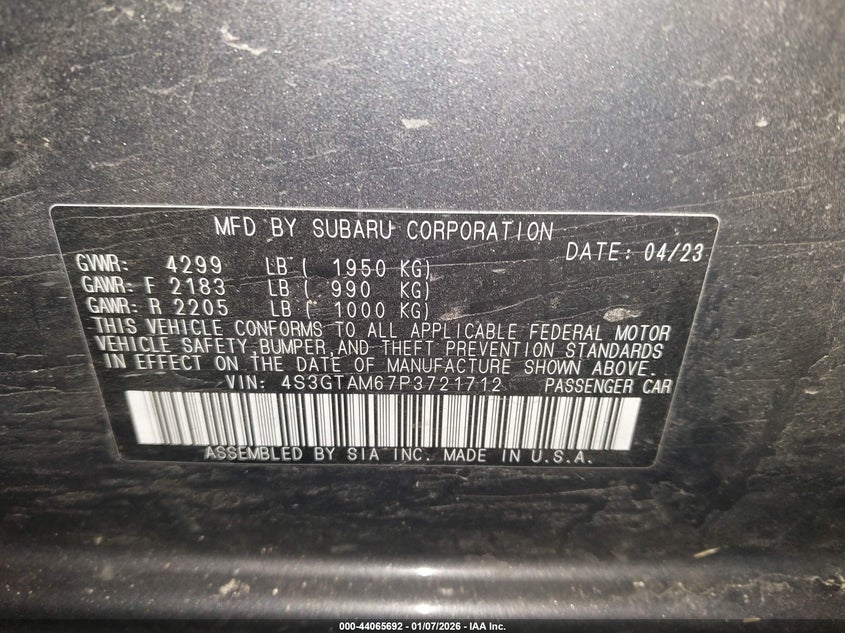 MFD BY SUBARU CORPORATION
DATE: 04/23
GVWR: 4299 LB ( 1950 KG)
GAWR: F 2183 LB ( 990 KG)
GAWR: R 2205 LB ( 1000 KG)
THIS VEHICLE CONFORMS TO ALL APPLICABLE FEDERAL MOTOR
VEHICLE SAFETY, BUMPER, AND THEFT PREVENTION STANDARDS
IN EFFECT ON THE DATE OF MANUFACTURE SHOWN ABOVE.
VIN: 4S3GTAM67P3721712 PASSENGER CAR
ASSEMBLED BY SIA INC. MADE IN U.S.A.
000-44065692 - 01/07/2026 - IAA Inc.